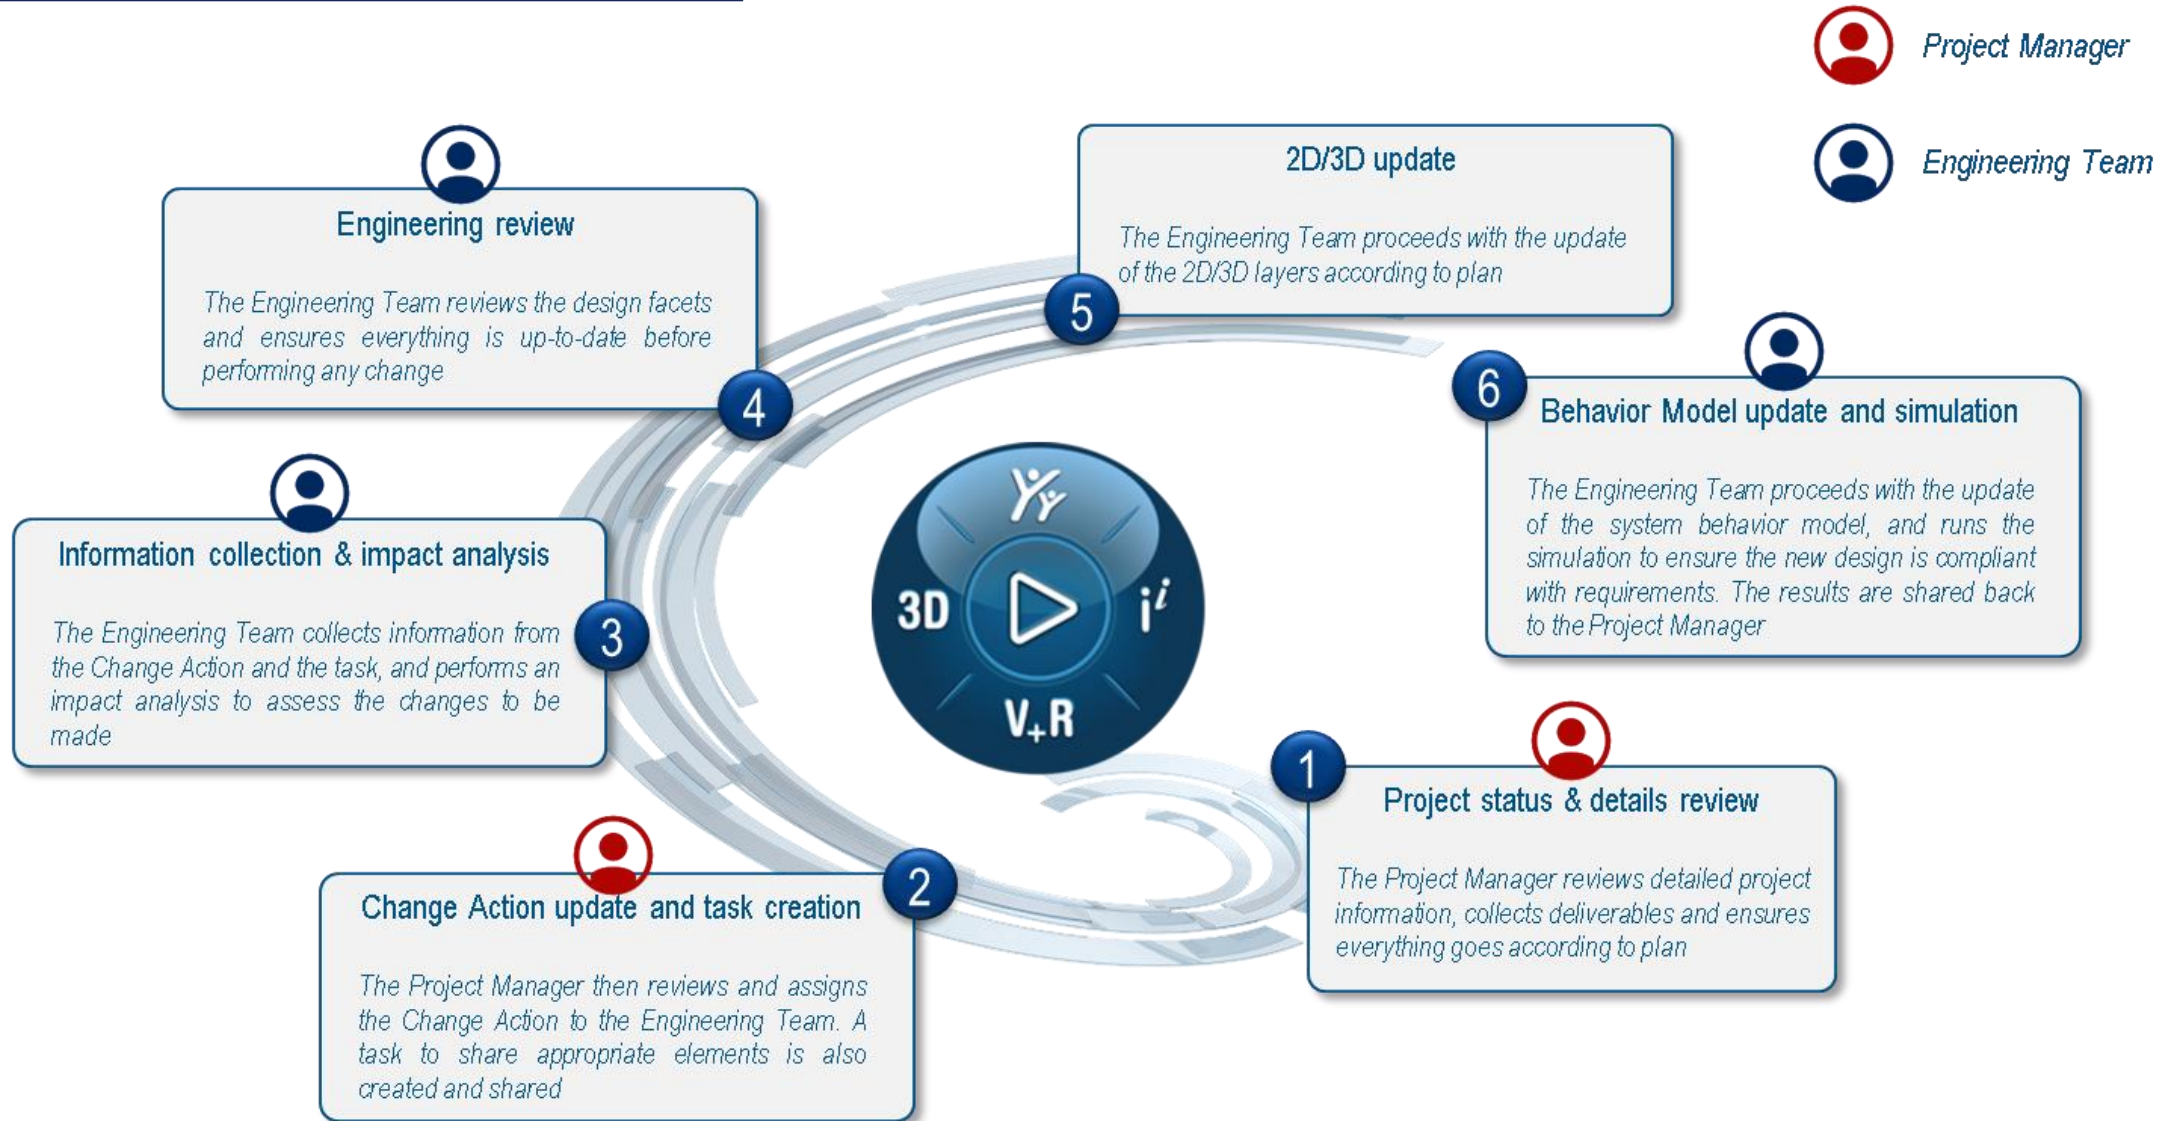 Project Manager
Engineering Team
2D/3D update
The Engineering Team proceeds with the update
of the 2D/3D layers according to plan
5
Engineering review
The Engineering Team reviews the design facets
and ensures everything is up-to-date before
performing any change
4
6
Behavior Model update and simulation
The Engineering Team proceeds with the update
of the system behavior model, and runs the
simulation to ensure the new design is compliant
with requirements. The results are shared back
to the Project Manager
Information collection & impact analysis
The Engineering Team collects information from
the Change Action and the task, and performs an
impact analysis to assess the changes to be
made
3
3D
i i
V+R
1
Project status & details review
The Project Manager reviews detailed project
information, collects deliverables and ensures
everything goes according to plan
2
Change Action update and task creation
The Project Manager then reviews and assigns
the Change Action to the Engineering Team. A
task to share appropriate elements is also
created and shared